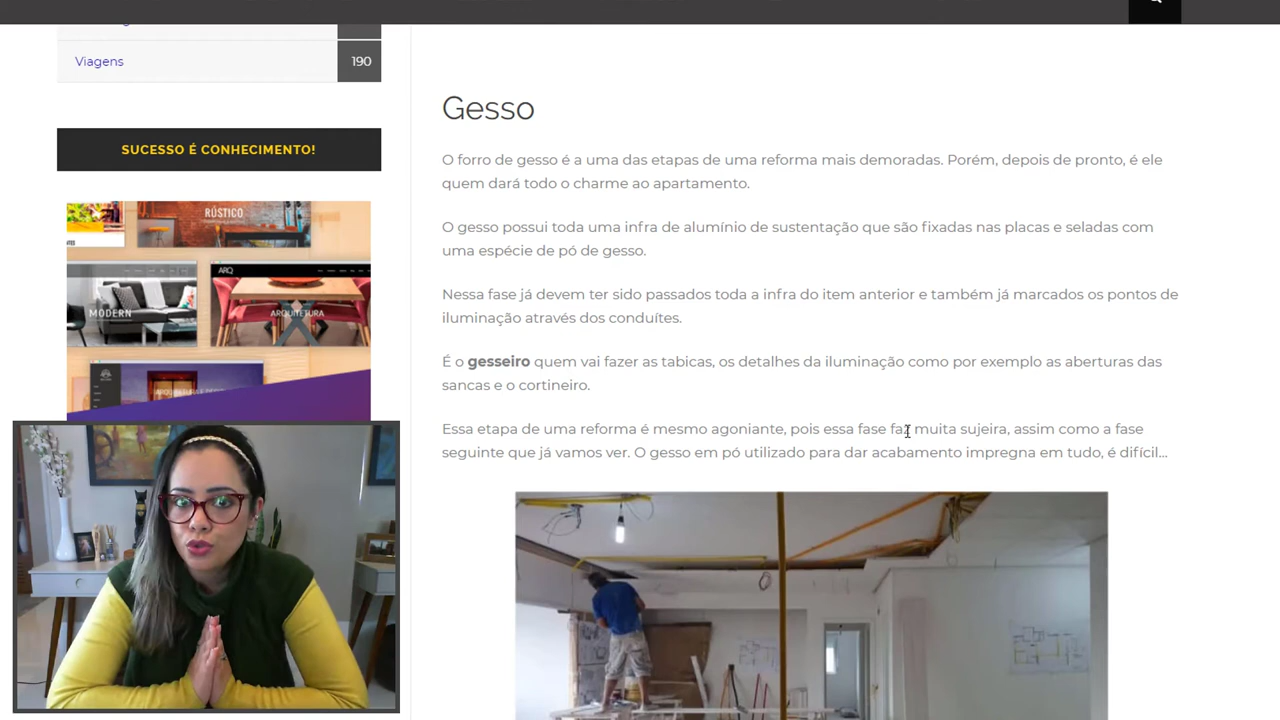 Viagens
190
SUCESSO É CONHECIMENTO!
RÚSTICO
ARQ
MODERN
ARQUITETURA
Gesso
O forro de gesso é a uma das etapas de uma reforma mais demoradas. Porém, depois de pronto, é ele
quem dará todo o charme ao apartamento.
O gesso possui toda uma infra de alumínio de sustentação que são fixadas nas placas e seladas com
uma espécie de pó de gesso.
Nessa fase já devem ter sido passados toda a infra do item anterior e também já marcados os pontos de
iluminação através dos conduítes.
É o gesseiro quem vai fazer as tabicas, os detalhes da iluminação como por exemplo as aberturas das
sancas e o cortineiro.
Essa etapa de uma reforma é mesmo agoniante, pois essa fase faz muita sujeira, assim como a fase
seguinte que já vamos ver. O gesso em pó utilizado para dar acabamento impregna em tudo, é difícil...